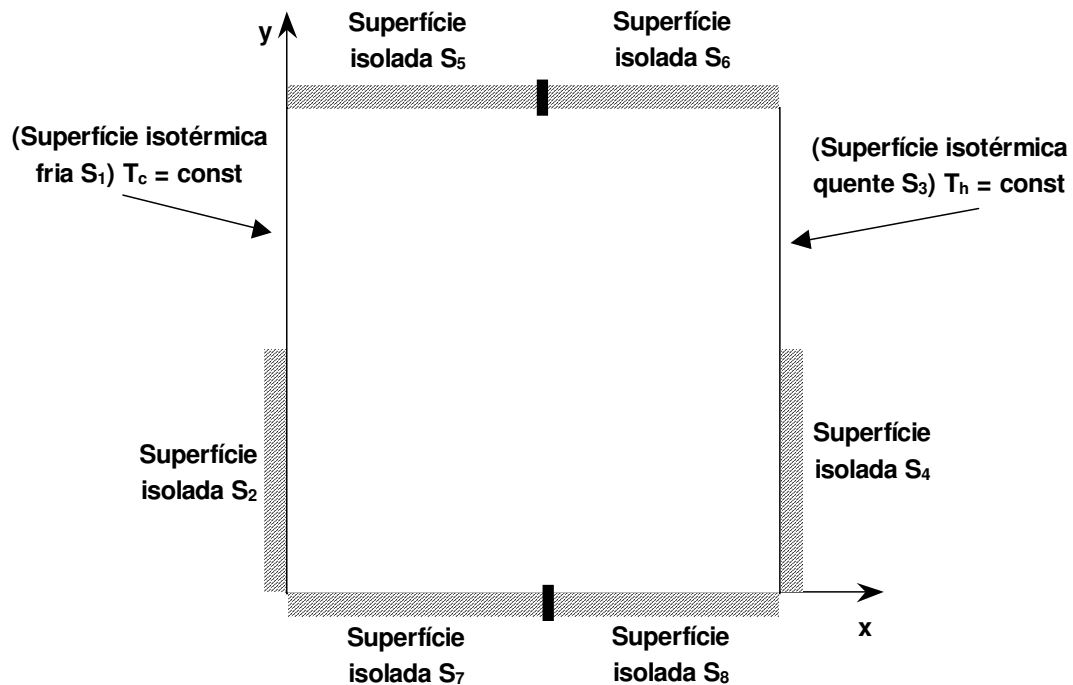 y
Superfície
isolada S5
Superfície
isolada S6
(Superfície isotérmica
fria S1) Tc = const
(Superfície isotérmica
quente S3) Th = const
Superfície
isolada S2
Superfície
isolada S4
x
Superfície
isolada S7
Superfície
isolada S8